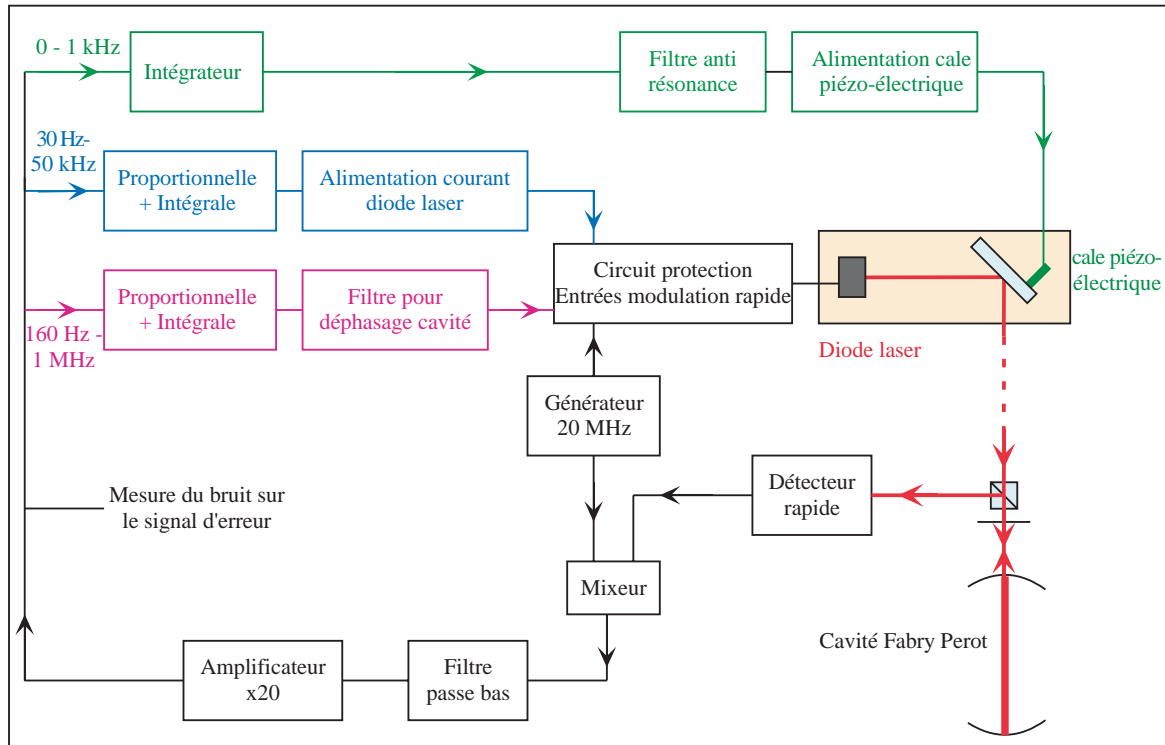 0 - 1 kHz
Intégrateur
Filtre anti
résonance
Alimentation cale
piézo-électrique
30 Hz-
50 kHz
Proportionnelle
+ Intégrale
Alimentation courant
diode laser
Circuit protection
Entrées modulation rapide
cale piézo-
électrique
Proportionnelle
+ Intégrale
Filtre pour
déphasage cavité
160 Hz -
1 MHz
Diode laser
Générateur
20 MHz
Mesure du bruit sur
le signal d'erreur
Détecteur
rapide
Mixeur
Cavité Fabry Perot
Amplificateur
x20
Filtre
passe bas